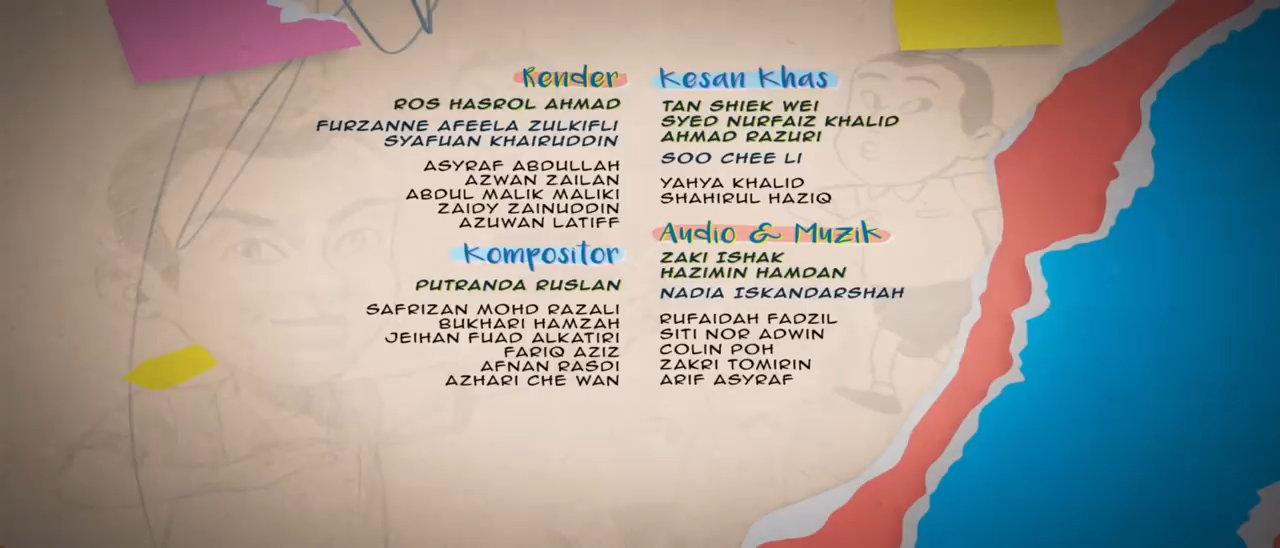 Render
ROS HASROL AHMAD
FURZANNE AFEELA ZULKIFLI
SYAFUAN KHAIRUDDIN
ASYRAF ABDULLAH
AZWAN ZAILAN
ABDUL MALIK MALIKI
ZAIDY ZAINUDDIN
AZUWAN LATIFF
Kompositor
PUTRANDA RUSLAN
SAFRIZAN MOHD RAZALI
BUKHARI HAMZAH
JEIHAN FUAD ALKATIRI
FARIQ AZIZ
AFNAN RASDI
AZHARI CHE WAN
Kesan Khas
TAN SHIEK WEI
SYED NURFAIZ KHALID
AHMAD RAZURI
SOO CHEE LI
YAHYA KHALID
SHAHIRUL HAZIQ
Audio & Muzik
ZAKI ISHAK
HAZIMIN HAMDAN
NADIA ISKANDARSHAH
RUFAIDAH FADZIL
SITI NOR ADWIN
COLIN POH
ZAKRI TOMIRIN
ARIF ASYRAF